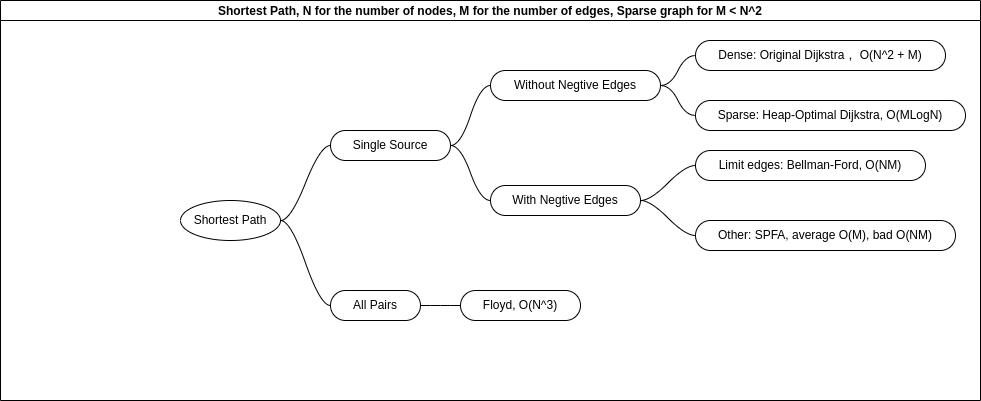 Shortest Path, N for the number of nodes, M for the number of edges, Sparse graph for M < N^2
Dense: Original Dijkstra， O(N^2 + M)
Without Negtive Edges
Sparse: Heap-Optimal Dijkstra, O(MLogN)
Single Source
Limit edges: Bellman-Ford, O(NM)
With Negtive Edges
Shortest Path
Other: SPFA, average O(M), bad O(NM)
All Pairs
Floyd, O(N^3)